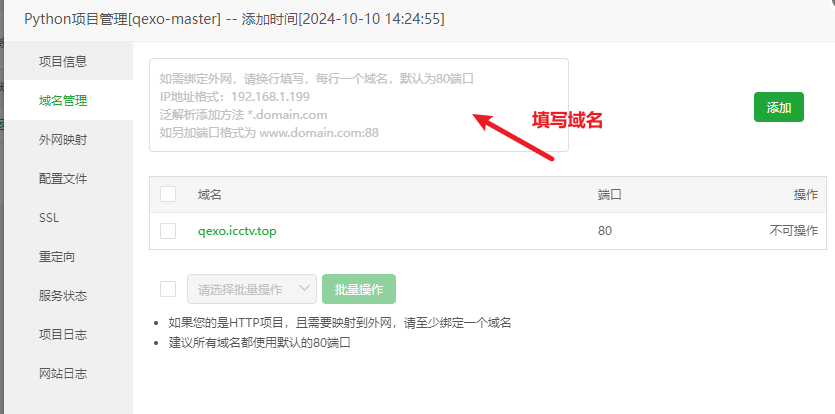 Python项目管理[qexo-master] -- 添加时间[2024-10-10 14:24:55]
项目信息
域名管理
外网映射
配置文件
SSL
重定向
服务状态
项目日志
网站日志
如需绑定外网，请换行填写，每行一个域名，默认为80端口
IP地址格式：192.168.1.199
泛解析添加方法 *.domain.com
如另加端口格式为 www.domain.com:88
填写域名
添加
域名 端口 操作
qexo.icctv.top 80 不可操作
请选择批量操作 批量操作
如果您的是HTTP项目，且需要映射到外网，请至少绑定一个域名
建议所有域名都使用默认的80端口